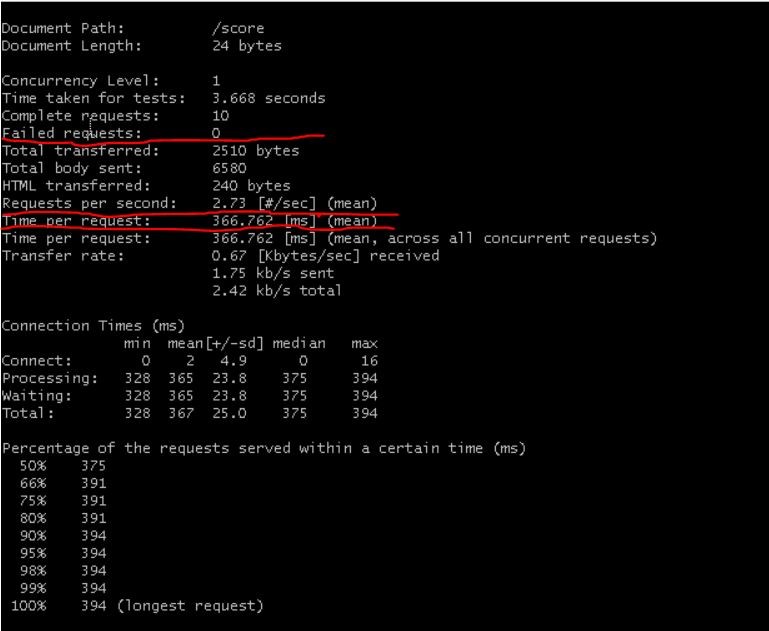 Document Path: /score
Document Length: 24 bytes
Concurrency Level: 1
Time taken for tests: 3.668 seconds
Complete requests: 10
Failed requests: 0
Total transferred: 2510 bytes
Total body sent: 6580
HTML transferred: 240 bytes
Requests per second: 2.73 [#/sec] (mean)
Time per request: 366.762 [ms] (mean)
Time per request: 366.762 [ms] (mean, across all concurrent requests)
Transfer rate: 0.67 [Kbytes/sec] received
1.75 kb/s sent
2.42 kb/s total
Connection Times (ms)
min mean[+/-sd] median max
Connect: 0 2 4.9 0 16
Processing: 328 365 23.8 375 394
Waiting: 328 365 23.8 375 394
Total: 328 367 25.0 375 394
Percentage of the requests served within a certain time (ms)
50% 375
66% 391
75% 391
80% 391
90% 394
95% 394
98% 394
99% 394
100% 394 (longest request)